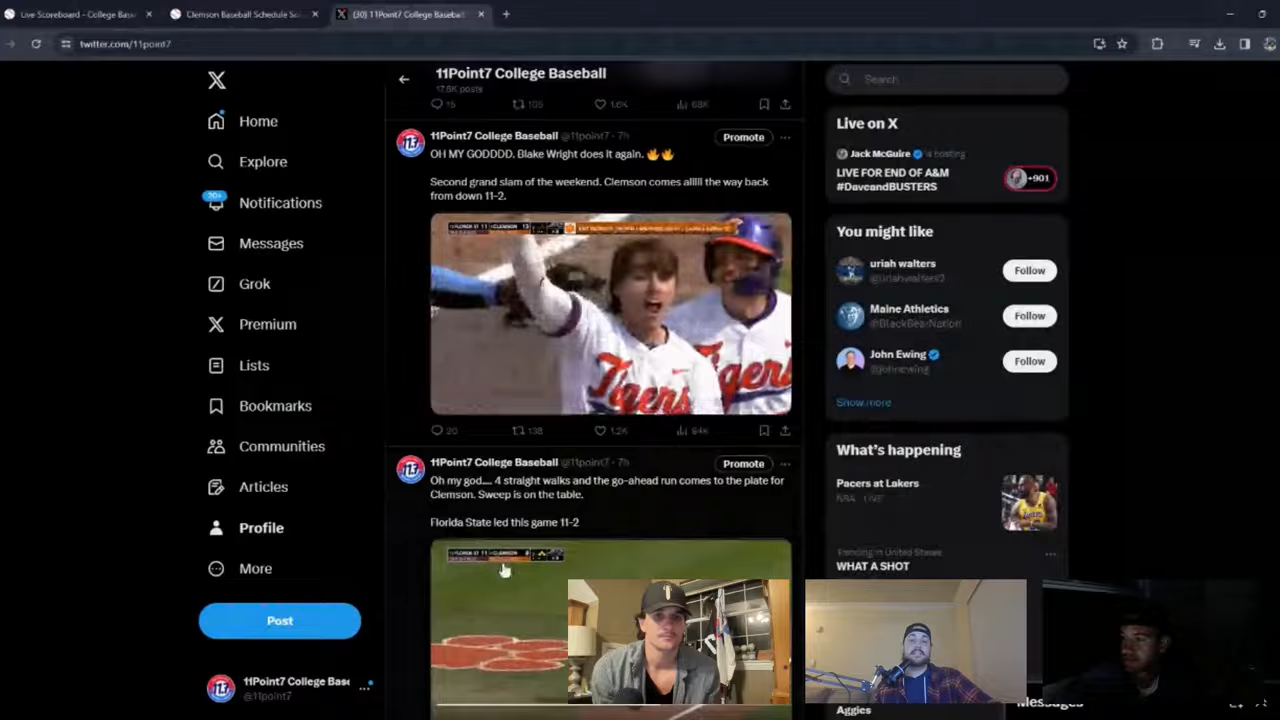 Live Scoreboard - College Base
Clemson Baseball Schedule
(30) 11Point7 College Baseba
twitter.com/11point7
11Point7 College Baseball
17.6K posts
15 105 1.6K 68K
Home
Explore
20+
Notifications
Messages
Grok
Premium
Lists
Bookmarks
Communities
Articles
Profile
More
Post
11Point7 College Base
@11point7
11Point7 College Baseball @11point7 · 7h
Promote
OH MY GODDDD. Blake Wright does it again. 🔥🔥
Second grand slam of the weekend. Clemson comes alllll the way back
from down 11-2.
FLORIDA ST 11 CLEMSON 13
Tigers
Tigers
20 138 1.2K 94K
11Point7 College Baseball @11point7 · 7h
Promote
Oh my god.... 4 straight walks and the go-ahead run comes to the plate for
Clemson. Sweep is on the table.
Florida State led this game 11-2
FLORIDA ST 11 CLEMSON
Search
Live on X
Jack McGuire is hosting
LIVE FOR END OF A&M
#DaveandBUSTERS
+901
You might like
uriah walters
Follow
Maine Athletics
@BlackBearNation
Follow
John Ewing
@johnewing
Follow
Show more
What's happening
Pacers at Lakers
NBA · LIVE
Trending in United States
WHAT A SHOT
Aggies
Messages